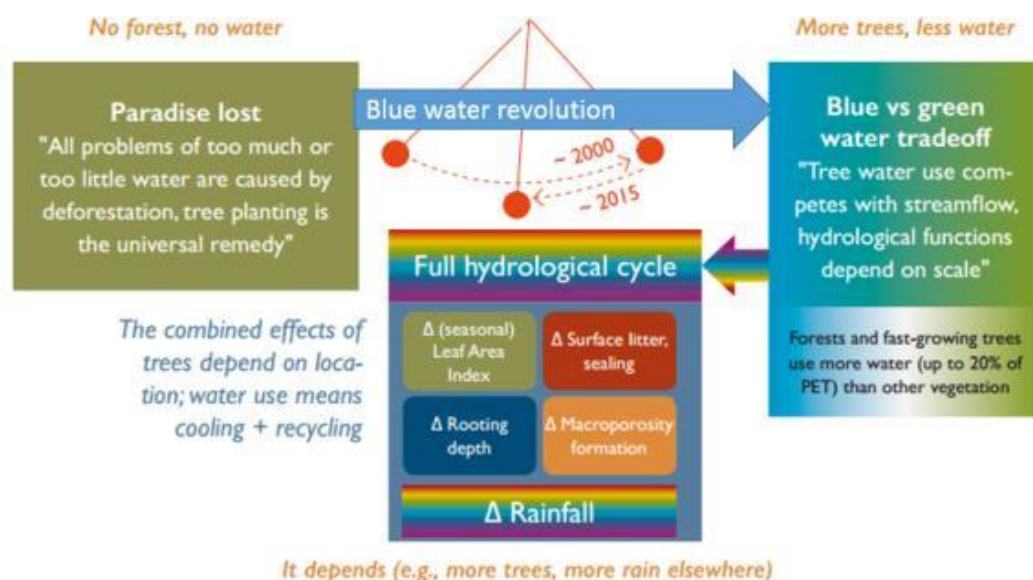 No forest, no water
More trees, less water
Paradise lost
"All problems of too much or
too little water are caused by
deforestation, tree planting is
the universal remedy"
Blue water revolution
~ 2000
~ 2015
Blue vs green
water tradeoff
"Tree water use com-
petes with streamflow,
hydrological functions
depend on scale"
Forests and fast-growing trees
use more water (up to 20% of
PET) than other vegetation
Full hydrological cycle
The combined effects of
trees depend on loca-
tion; water use means
cooling + recycling
Δ (seasonal)
Leaf Area
Index
Δ Surface litter,
sealing
Δ Rooting
depth
Δ Macroporosity
formation
Δ Rainfall
It depends (e.g., more trees, more rain elsewhere)